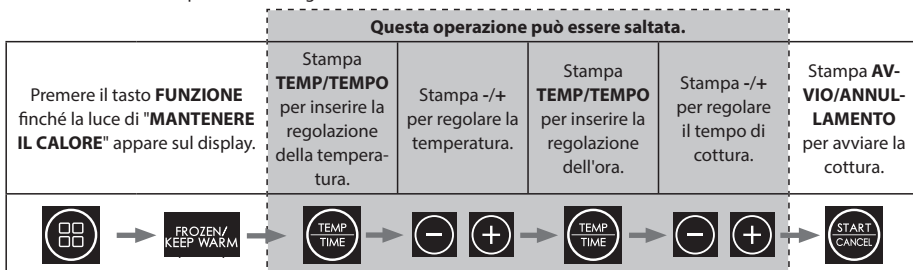 Questa operazione può essere saltata.
Premere il tasto FUNZIONE
finché la luce di "MANTENERE
IL CALORE" appare sul display.
Stampa
TEMP/TEMPO
per inserire la
regolazione
della tempera-
tura.
Stampa -/+
per regolare la
temperatura.
Stampa
TEMP/TEMPO
per inserire la
regolazione
dell'ora.
Stampa -/+
per regolare
il tempo di
cottura.
Stampa AV-
VIO/ANNUL-
LAMENTO
per avviare la
cottura.
FROZEN/
KEEP WARM
TEMP
TIME
- +
TEMP
TIME
- +
START
CANCEL